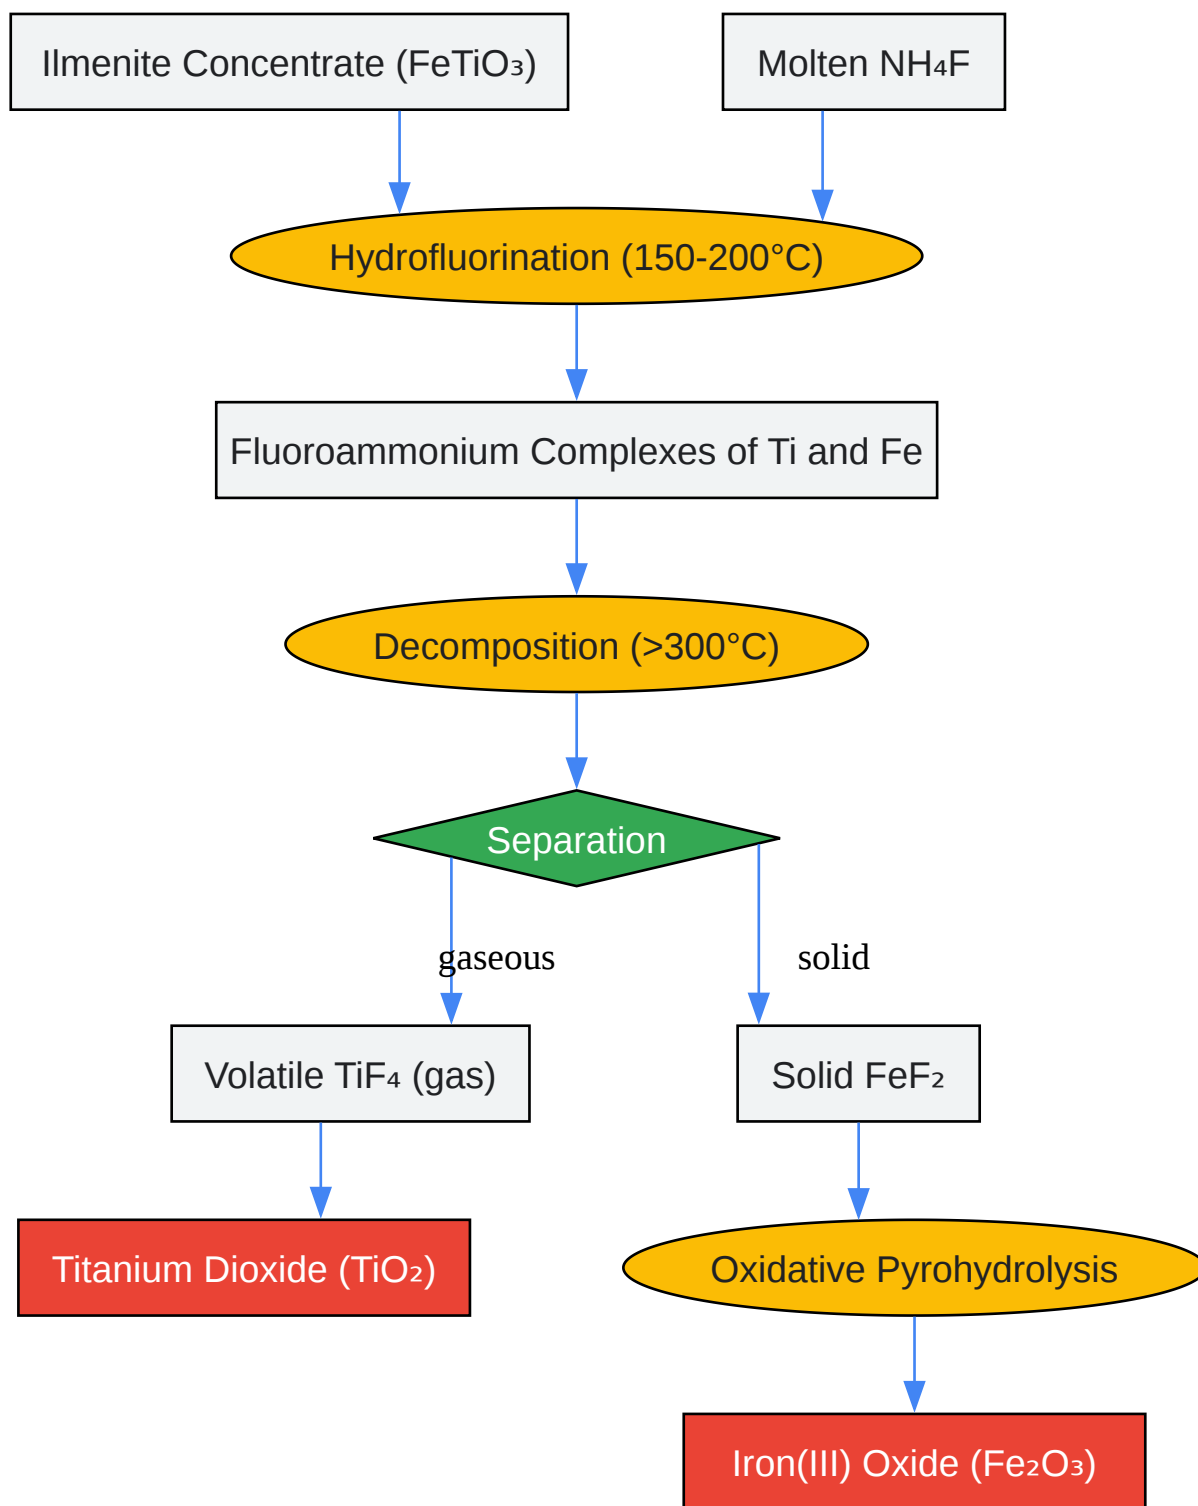 Ilmenite Concentrate (FeTiO₃)
Molten NH₄F
Hydrofluorination (150-200°C)
Fluoroammonium Complexes of Ti and Fe
Decomposition (>300°C)
Separation
gaseous
solid
Volatile TiF₄ (gas)
Solid FeF₂
Titanium Dioxide (TiO₂)
Oxidative Pyrohydrolysis
Iron(III) Oxide (Fe₂O₃)